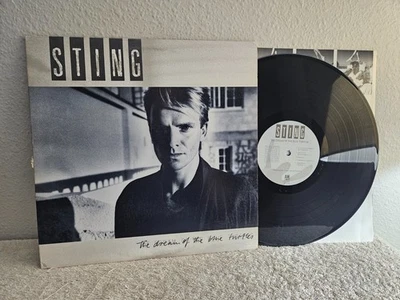 STING
the dream of the blue turtles
STING